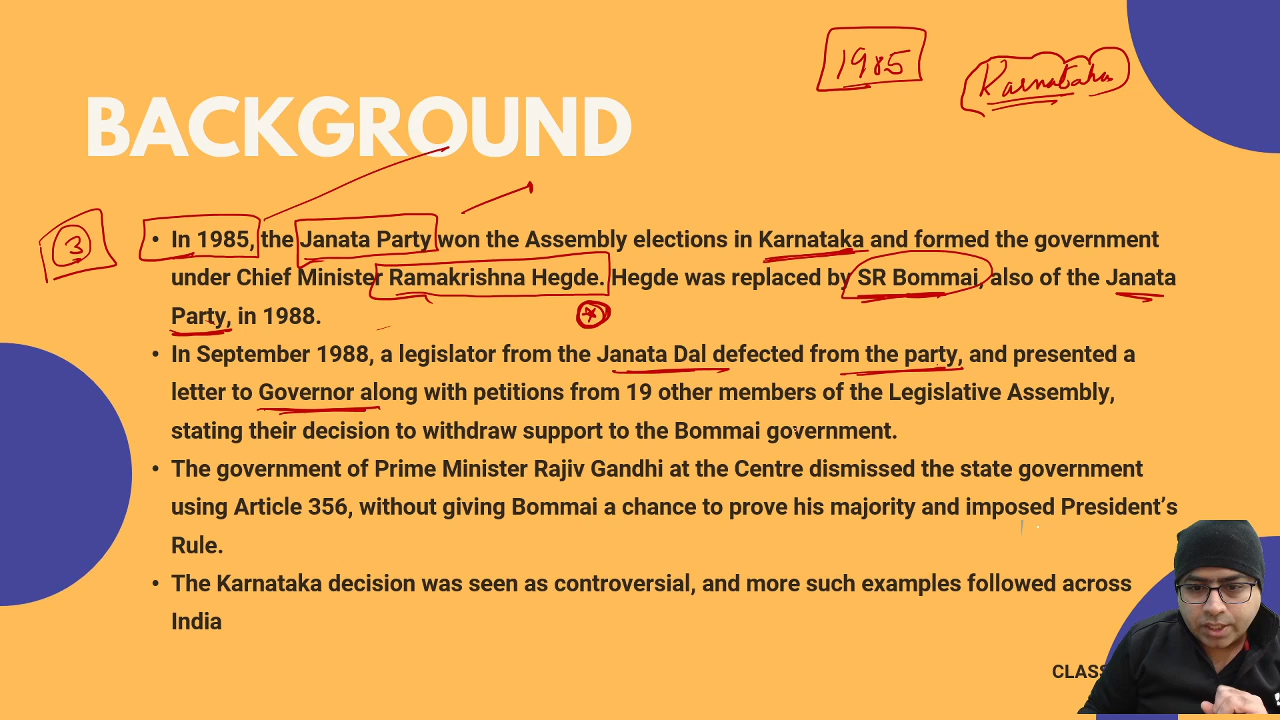 1985
Karnataka
BACKGROUND
3
• In 1985, the Janata Party won the Assembly elections in Karnataka and formed the government
under Chief Minister Ramakrishna Hegde. Hegde was replaced by SR Bommai, also of the Janata
Party, in 1988.
• In September 1988, a legislator from the Janata Dal defected from the party, and presented a
letter to Governor along with petitions from 19 other members of the Legislative Assembly,
stating their decision to withdraw support to the Bommai government.
• The government of Prime Minister Rajiv Gandhi at the Centre dismissed the state government
using Article 356, without giving Bommai a chance to prove his majority and imposed President’s
Rule.
• The Karnataka decision was seen as controversial, and more such examples followed across
India
CLASS